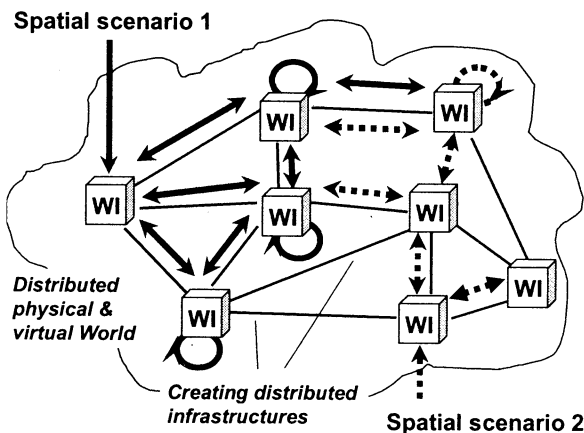 Spatial scenario 1
WI
WI
WI
WI
WI
WI
WI
WI
Distributed
physical &
virtual World
Creating distributed
infrastructures
Spatial scenario 2